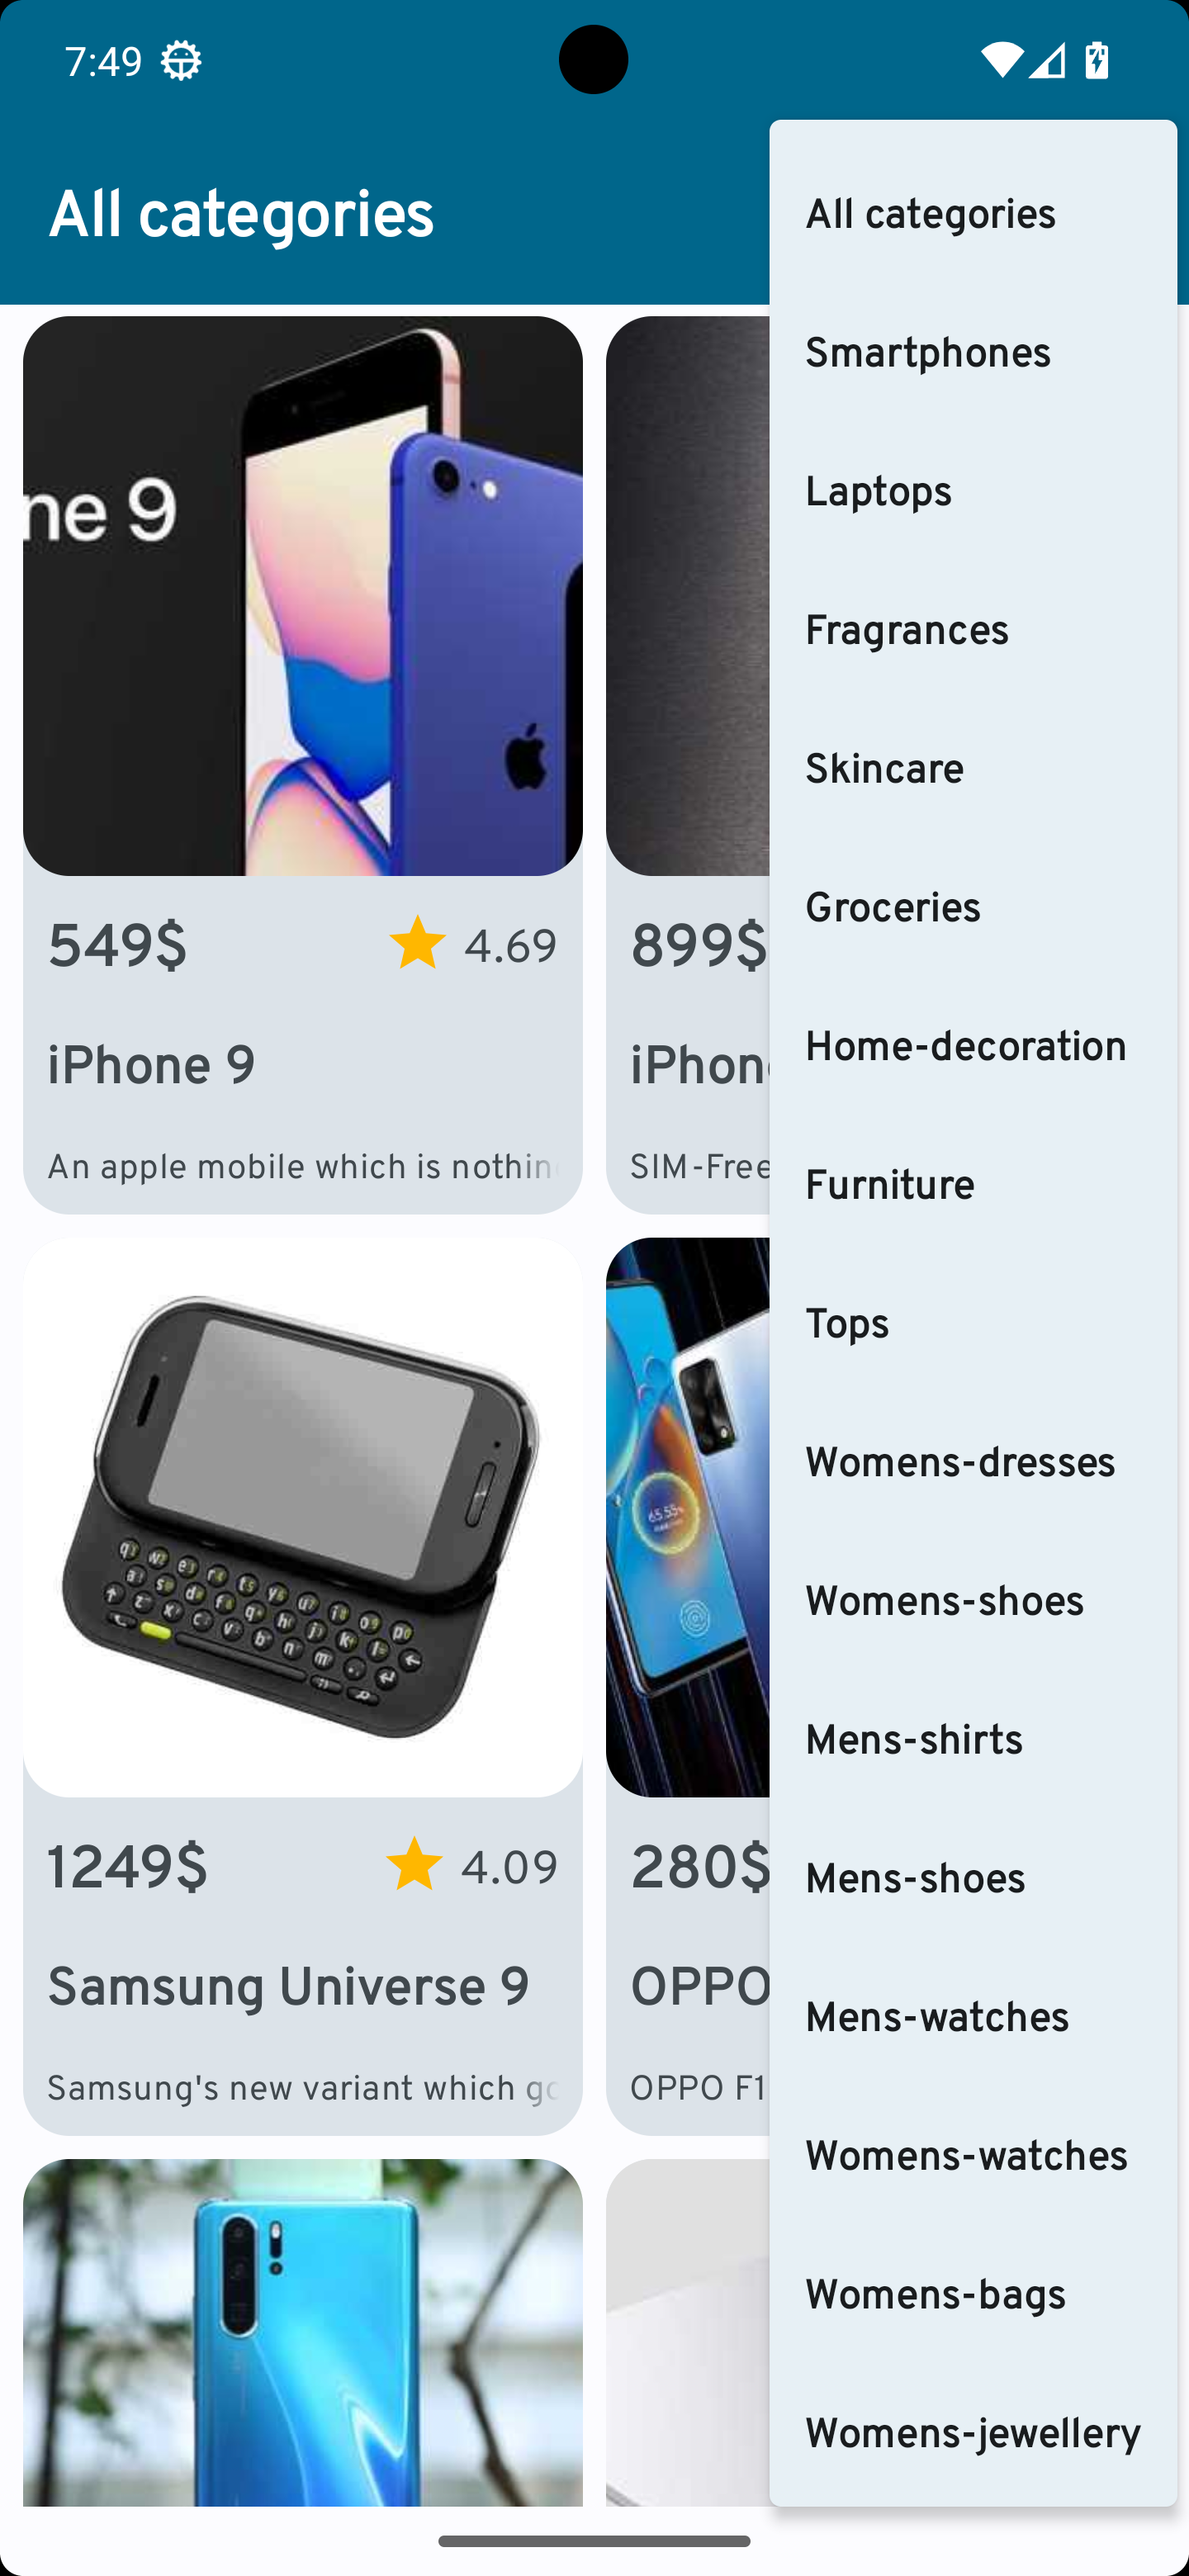 7:49
All categories
ne 9
549$ 4.69
iPhone 9
An apple mobile which is nothin
899$
iPhon
SIM-Free
1249$ 4.09
Samsung Universe 9
Samsung's new variant which go
280$
OPPO
OPPO F1
All categories
Smartphones
Laptops
Fragrances
Skincare
Groceries
Home-decoration
Furniture
Tops
Womens-dresses
Womens-shoes
Mens-shirts
Mens-shoes
Mens-watches
Womens-watches
Womens-bags
Womens-jewellery